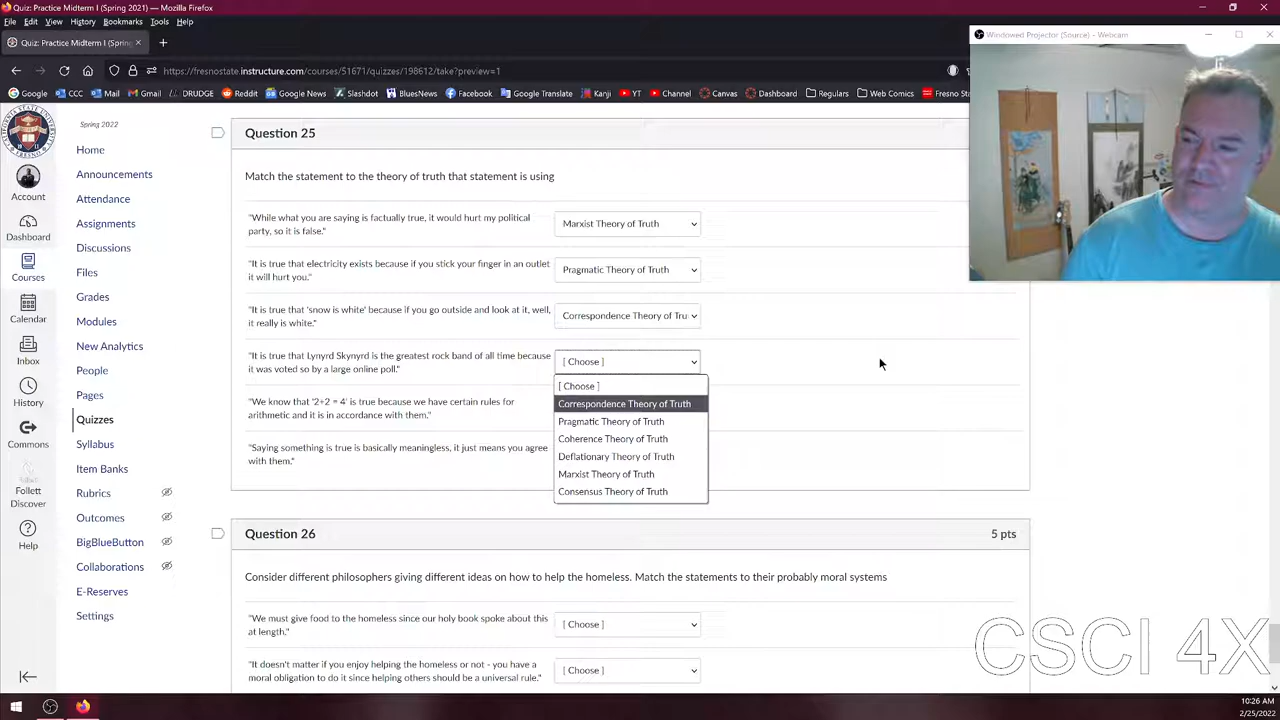 Quiz: Practice Midterm I (Spring 2021) — Mozilla Firefox
File Edit View History Bookmarks Tools Help
Quiz: Practice Midterm I (Spring
Windowed Projector (Source) - Webcam
https://fresnostate.instructure.com/courses/51671/quizzes/198612/take?preview=1
Google CCC Mail Gmail DRUDGE Reddit Google News Slashdot BluesNews Facebook Google Translate Kanji YT Channel Canvas Dashboard Regulars Web Comics Fresno St
Spring 2022
Account
Dashboard
Courses
Calendar
Inbox
History
Commons
Follett
Discover
Help
Home
Announcements
Attendance
Assignments
Discussions
Files
Grades
Modules
New Analytics
People
Pages
Quizzes
Syllabus
Item Banks
Rubrics
Outcomes
BigBlueButton
Collaborations
E-Reserves
Settings
Question 25
Match the statement to the theory of truth that statement is using
"While what you are saying is factually true, it would hurt my political
party, so it is false."
Marxist Theory of Truth
"It is true that electricity exists because if you stick your finger in an outlet
it will hurt you."
Pragmatic Theory of Truth
"It is true that 'snow is white' because if you go outside and look at it, well,
it really is white."
Correspondence Theory of Tru
"It is true that Lynyrd Skynyrd is the greatest rock band of all time because
it was voted so by a large online poll."
[ Choose ]
[ Choose ]
Correspondence Theory of Truth
Pragmatic Theory of Truth
Coherence Theory of Truth
Deflationary Theory of Truth
Marxist Theory of Truth
Consensus Theory of Truth
"We know that '2+2 = 4' is true because we have certain rules for
arithmetic and it is in accordance with them."
"Saying something is true is basically meaningless, it just means you agree
with them."
Question 26
5 pts
Consider different philosophers giving different ideas on how to help the homeless. Match the statements to their probably moral systems
"We must give food to the homeless since our holy book spoke about this
at length."
[ Choose ]
"It doesn't matter if you enjoy helping the homeless or not - you have a
moral obligation to do it since helping others should be a universal rule."
[ Choose ]
CSCI 4X
10:26 AM
2/25/2022